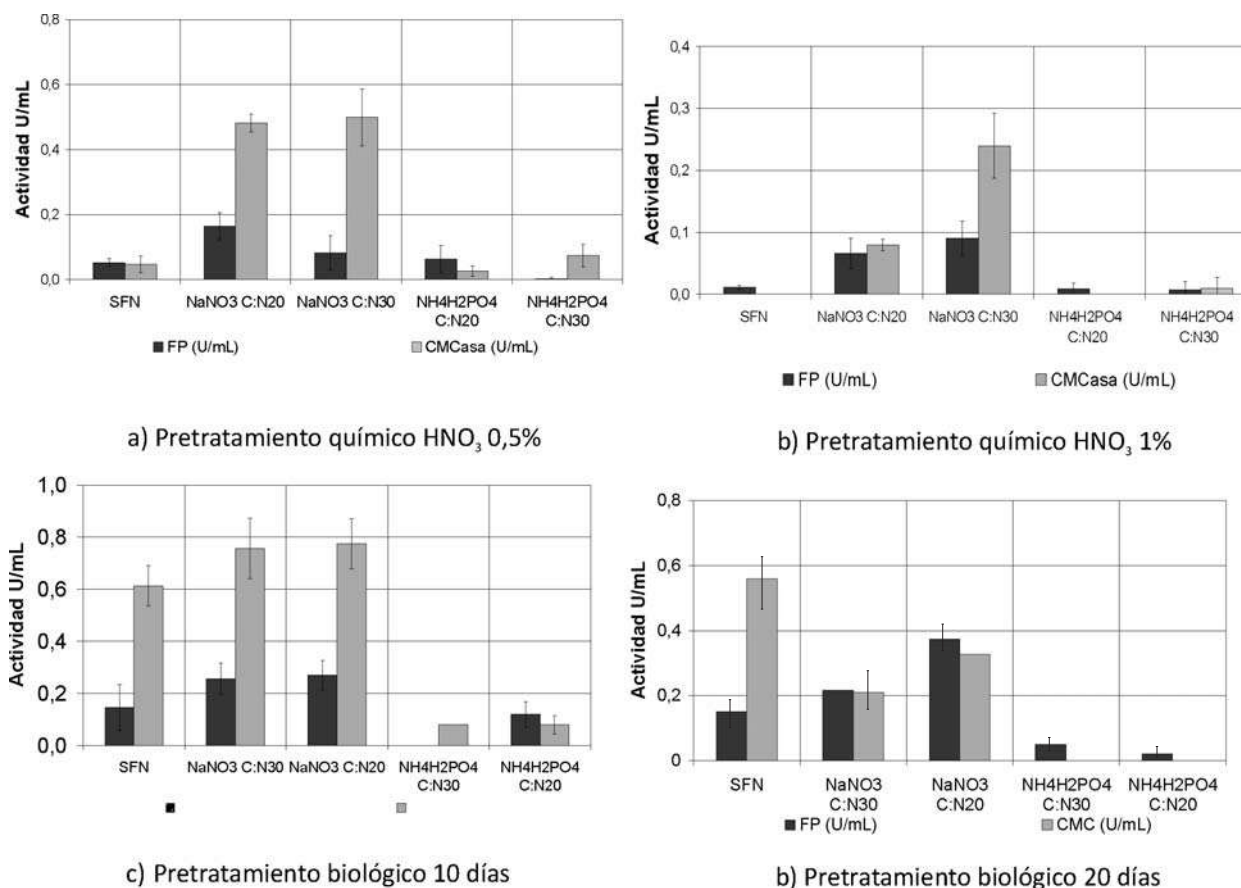 0,8
0,6
0,4
0,2
0,0
Actividad U/mL
SFN
NaNO3 C:N20
NaNO3 C:N30
NH4H2PO4
C:N20
NH4H2PO4
C:N30
FP (U/mL)
CMCasa (U/mL)
a) Pretratamiento químico HNO₃ 0,5%
0,4
0,3
0,2
0,1
0,0
Actividad U/mL
SFN
NaNO3 C:N20
NaNO3 C:N30
NH4H2PO4
C:N20
NH4H2PO4
C:N30
FP (U/mL)
CMCasa (U/mL)
b) Pretratamiento químico HNO₃ 1%
1,0
0,8
0,6
0,4
0,2
0,0
Actividad U/mL
SFN
NaNO3 C:N30
NaNO3 C:N20
NH4H2PO4
C:N30
NH4H2PO4
C:N20
c) Pretratamiento biológico 10 días
0,8
0,6
0,4
0,2
0
Actividad U/mL
SFN
NaNO3
C:N30
NaNO3
C:N20
NH4H2PO4
C:N30
NH4H2PO4
C:N20
FP (U/mL)
CMC (U/mL)
b) Pretratamiento biológico 20 días